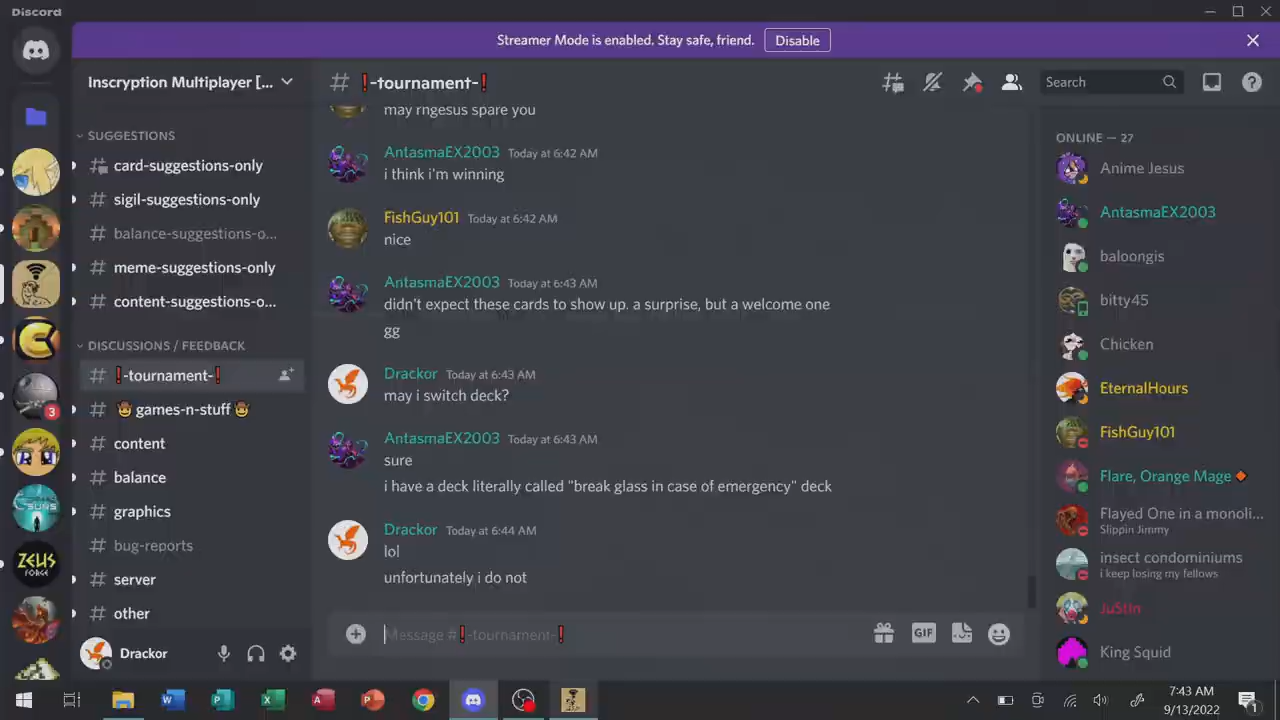 Discord
Streamer Mode is enabled. Stay safe, friend.
Disable
Inscryption Multiplayer [...
SUGGESTIONS
card-suggestions-only
sigil-suggestions-only
balance-suggestions-o...
meme-suggestions-only
content-suggestions-o...
DISCUSSIONS / FEEDBACK
❗-tournament-❗
🤠 games-n-stuff 🤠
content
balance
graphics
bug-reports
server
other
3
ZEUS
FORGE
Drackor
# ❗-tournament-❗
Search
may rngesus spare you
AntasmaEX2003 Today at 6:42 AM
i think i'm winning
FishGuy101 Today at 6:42 AM
nice
AntasmaEX2003 Today at 6:43 AM
didn't expect these cards to show up. a surprise, but a welcome one
gg
Drackor Today at 6:43 AM
may i switch deck?
AntasmaEX2003 Today at 6:43 AM
sure
i have a deck literally called "break glass in case of emergency" deck
Drackor Today at 6:44 AM
lol
unfortunately i do not
Message #❗-tournament-❗
GIF
ONLINE — 27
Anime Jesus
AntasmaEX2003
baloongis
bitty45
Chicken
EternalHours
FishGuy101
Flare, Orange Mage 🔸
Flayed One in a monoli...
Slippin Jimmy
insect condominiums
i keep losing my fellows
JuStIn
King Squid
7:43 AM
9/13/2022
1